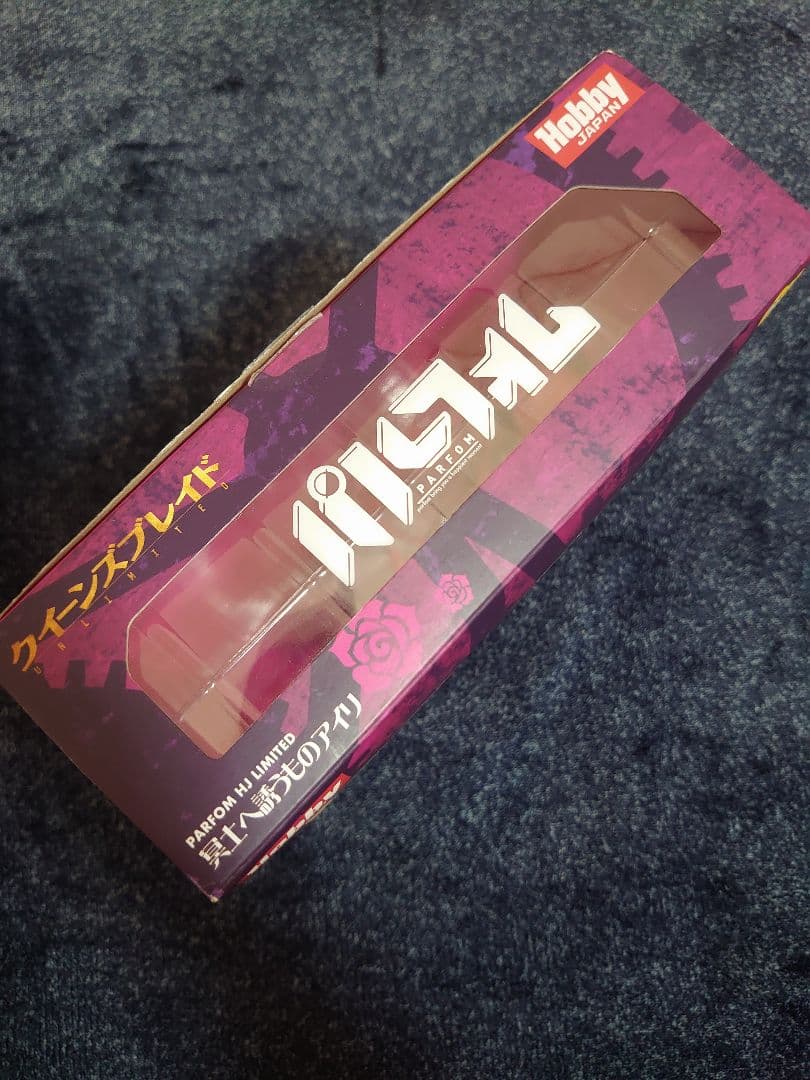 Hobby
JAPAN
パルフォム
PARFOM
クイーンズブレイド
UNLIMITED
PARFOM HJ LIMITED
冥土へ誘うものアイリ
Hobby